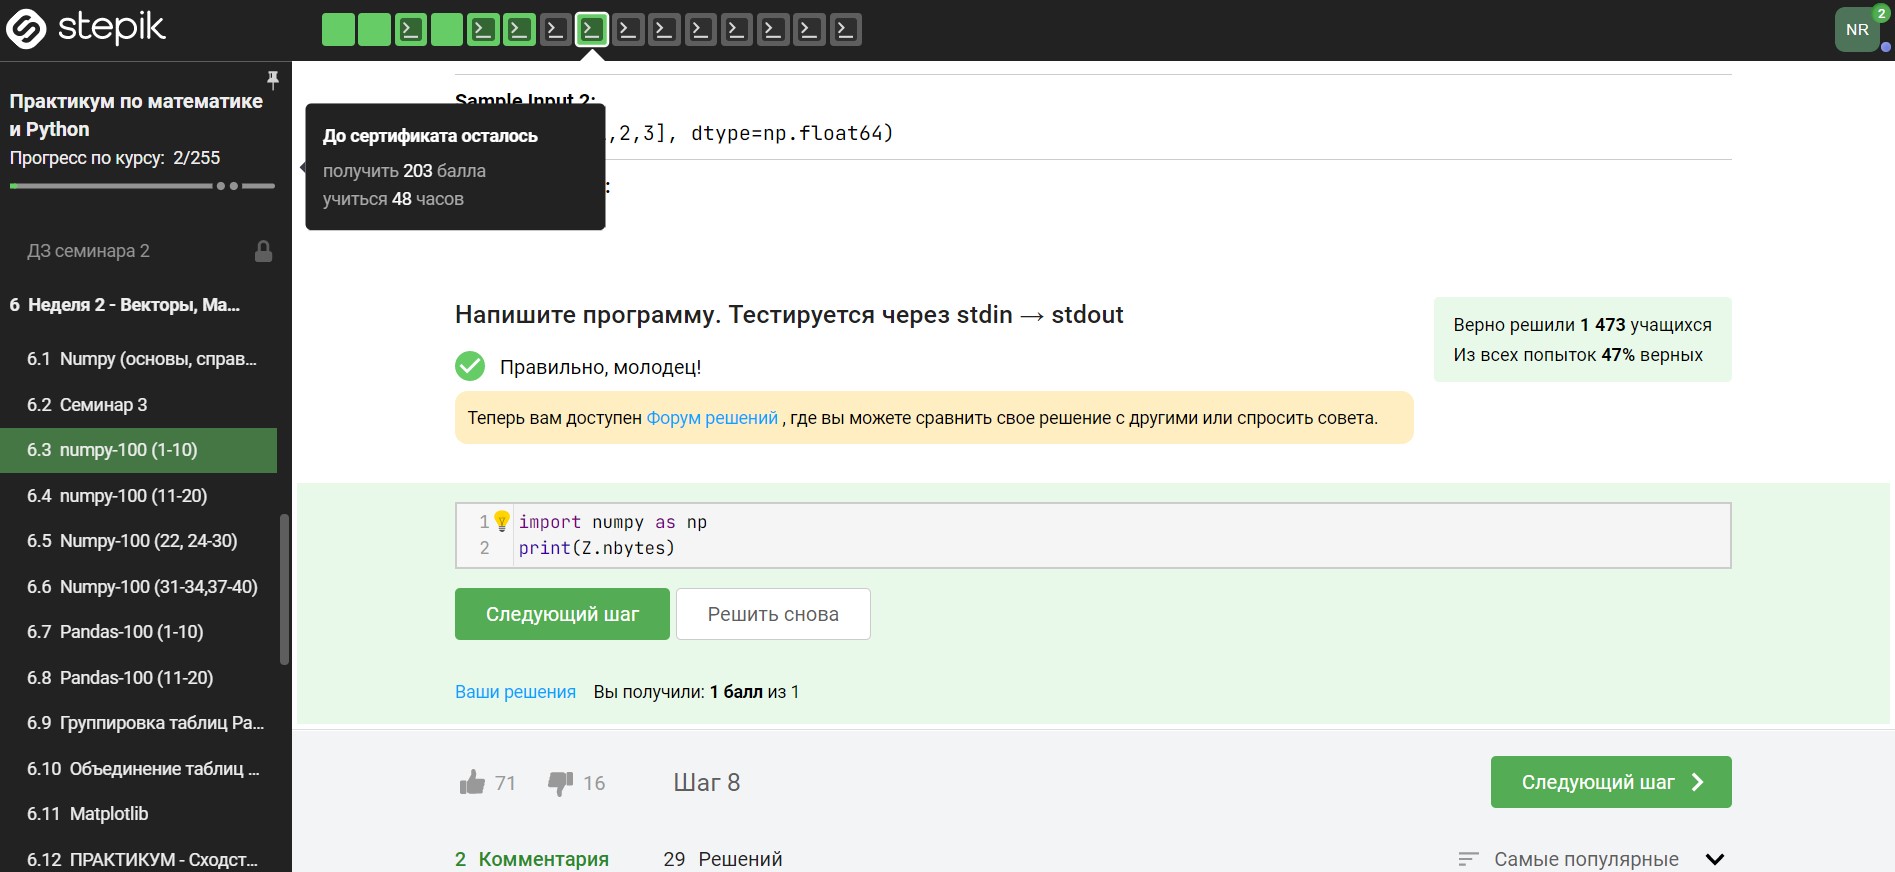 stepik
NR
2
Практикум по математике
и Python
Прогресс по курсу: 2/255
ДЗ семинара 2
6 Неделя 2 - Векторы, Ма...
6.1 Numpy (основы, справ...
6.2 Семинар 3
6.3 numpy-100 (1-10)
6.4 numpy-100 (11-20)
6.5 Numpy-100 (22, 24-30)
6.6 Numpy-100 (31-34,37-40)
6.7 Pandas-100 (1-10)
6.8 Pandas-100 (11-20)
6.9 Группировка таблиц Pa...
6.10 Объединение таблиц ...
6.11 Matplotlib
6.12 ПРАКТИКУМ - Сходст...
До сертификата осталось
получить 203 балла
учиться 48 часов
Sample Input 2:
,2,3], dtype=np.float64)
:
Напишите программу. Тестируется через stdin → stdout
Верно решили 1 473 учащихся
Из всех попыток 47% верных
Правильно, молодец!
Теперь вам доступен Форум решений , где вы можете сравнить свое решение с другими или спросить совета.
1 import numpy as np
2 print(Z.nbytes)
Следующий шаг
Решить снова
Ваши решения Вы получили: 1 балл из 1
71 16 Шаг 8
Следующий шаг
2 Комментария 29 Решений
Самые популярные